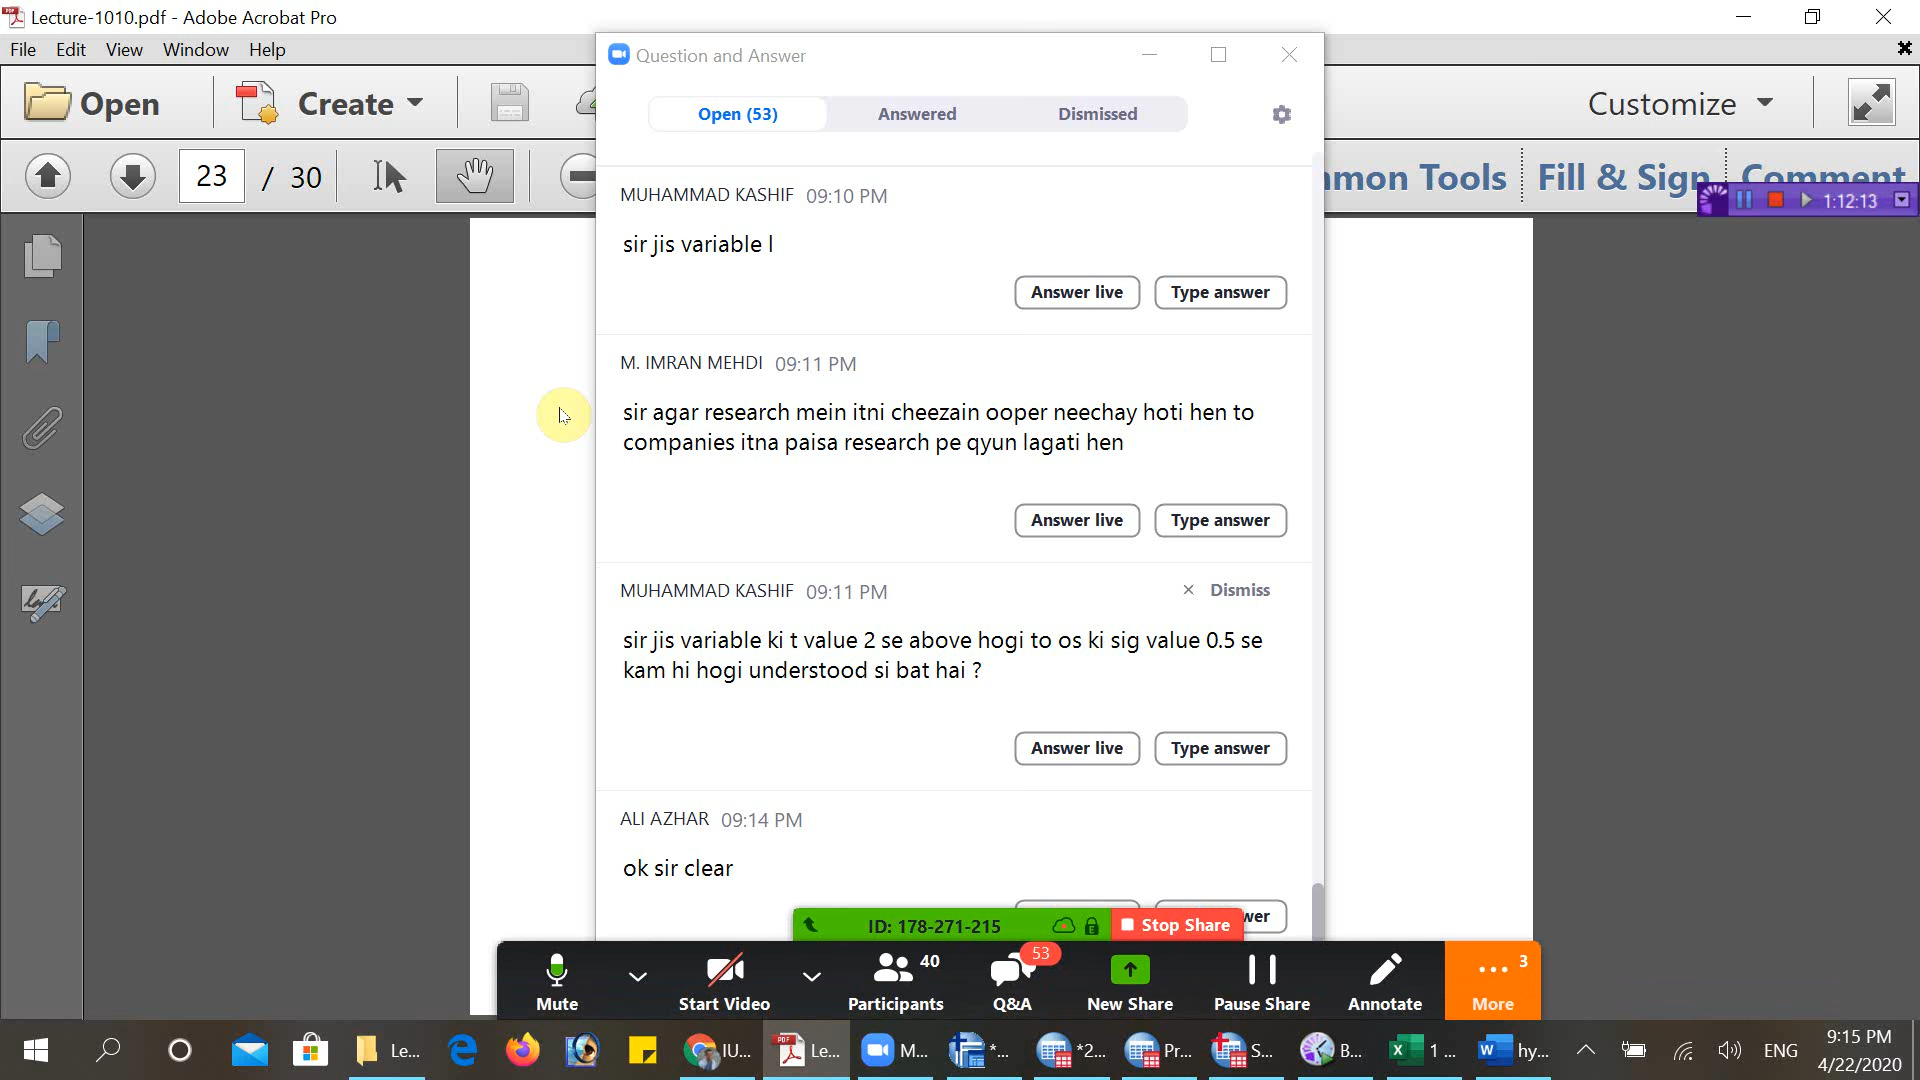 Lecture-1010.pdf - Adobe Acrobat Pro
File Edit View Window Help
Open Create Customize
23 / 30
mmon Tools Fill & Sign Comment
1:12:13
Question and Answer
Open (53) Answered Dismissed
MUHAMMAD KASHIF 09:10 PM
sir jis variable l
Answer live Type answer
M. IMRAN MEHDI 09:11 PM
sir agar research mein itni cheezain ooper neechay hoti hen to
companies itna paisa research pe qyun lagati hen
Answer live Type answer
MUHAMMAD KASHIF 09:11 PM × Dismiss
sir jis variable ki t value 2 se above hogi to os ki sig value 0.5 se
kam hi hogi understood si bat hai ?
Answer live Type answer
ALI AZHAR 09:14 PM
ok sir clear
wer
ID: 178-271-215 Stop Share
40 53 3
Mute Start Video Participants Q&A New Share Pause Share Annotate More
Le... IU... Le... M... *... *2... Pr... S... B... 1 ... hy... ENG 9:15 PM
4/22/2020